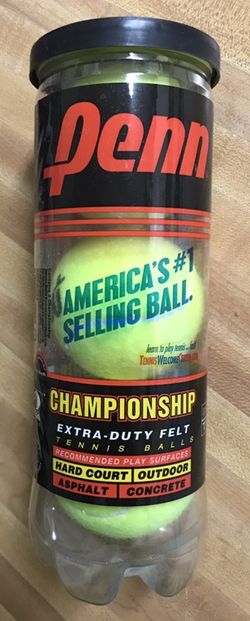 Penn
AMERICA'S #1
SELLING BALL.
learn to play tennis
CHAMPIONSHIP
EXTRA-DUTY FELT
TENNIS BALLS
RECOMMENDED PLAY SURFACES
HARD COURT OUTDOOR
ASPHALT CONCRETE